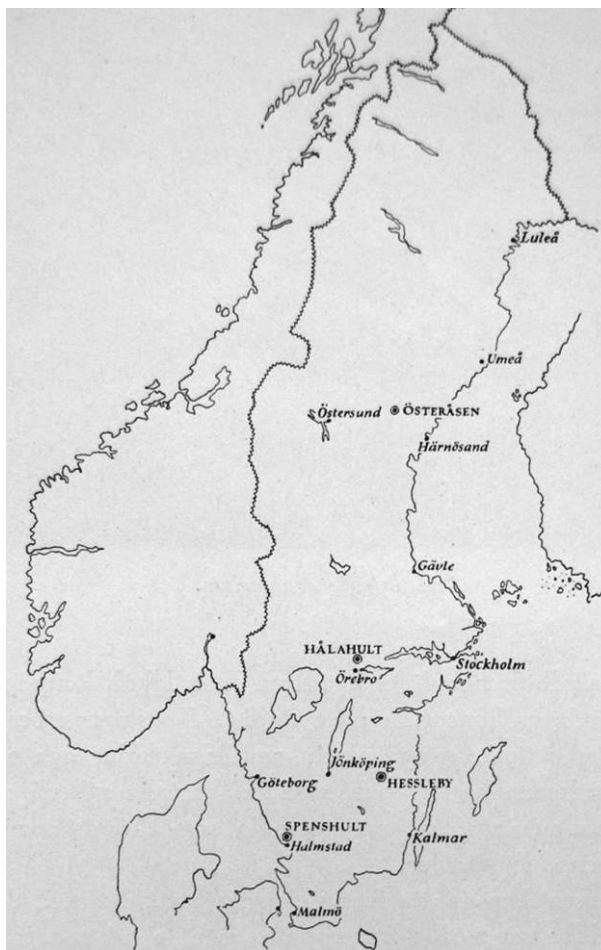 Luleå
Umeå
Östersund
ÖSTERÅSEN
Härnösand
Gävle
HÅLAHULT
Stockholm
Örebro
Jönköping
Göteborg
HESSLEBY
SPENSHULT
Kalmar
Halmstad
Malmö